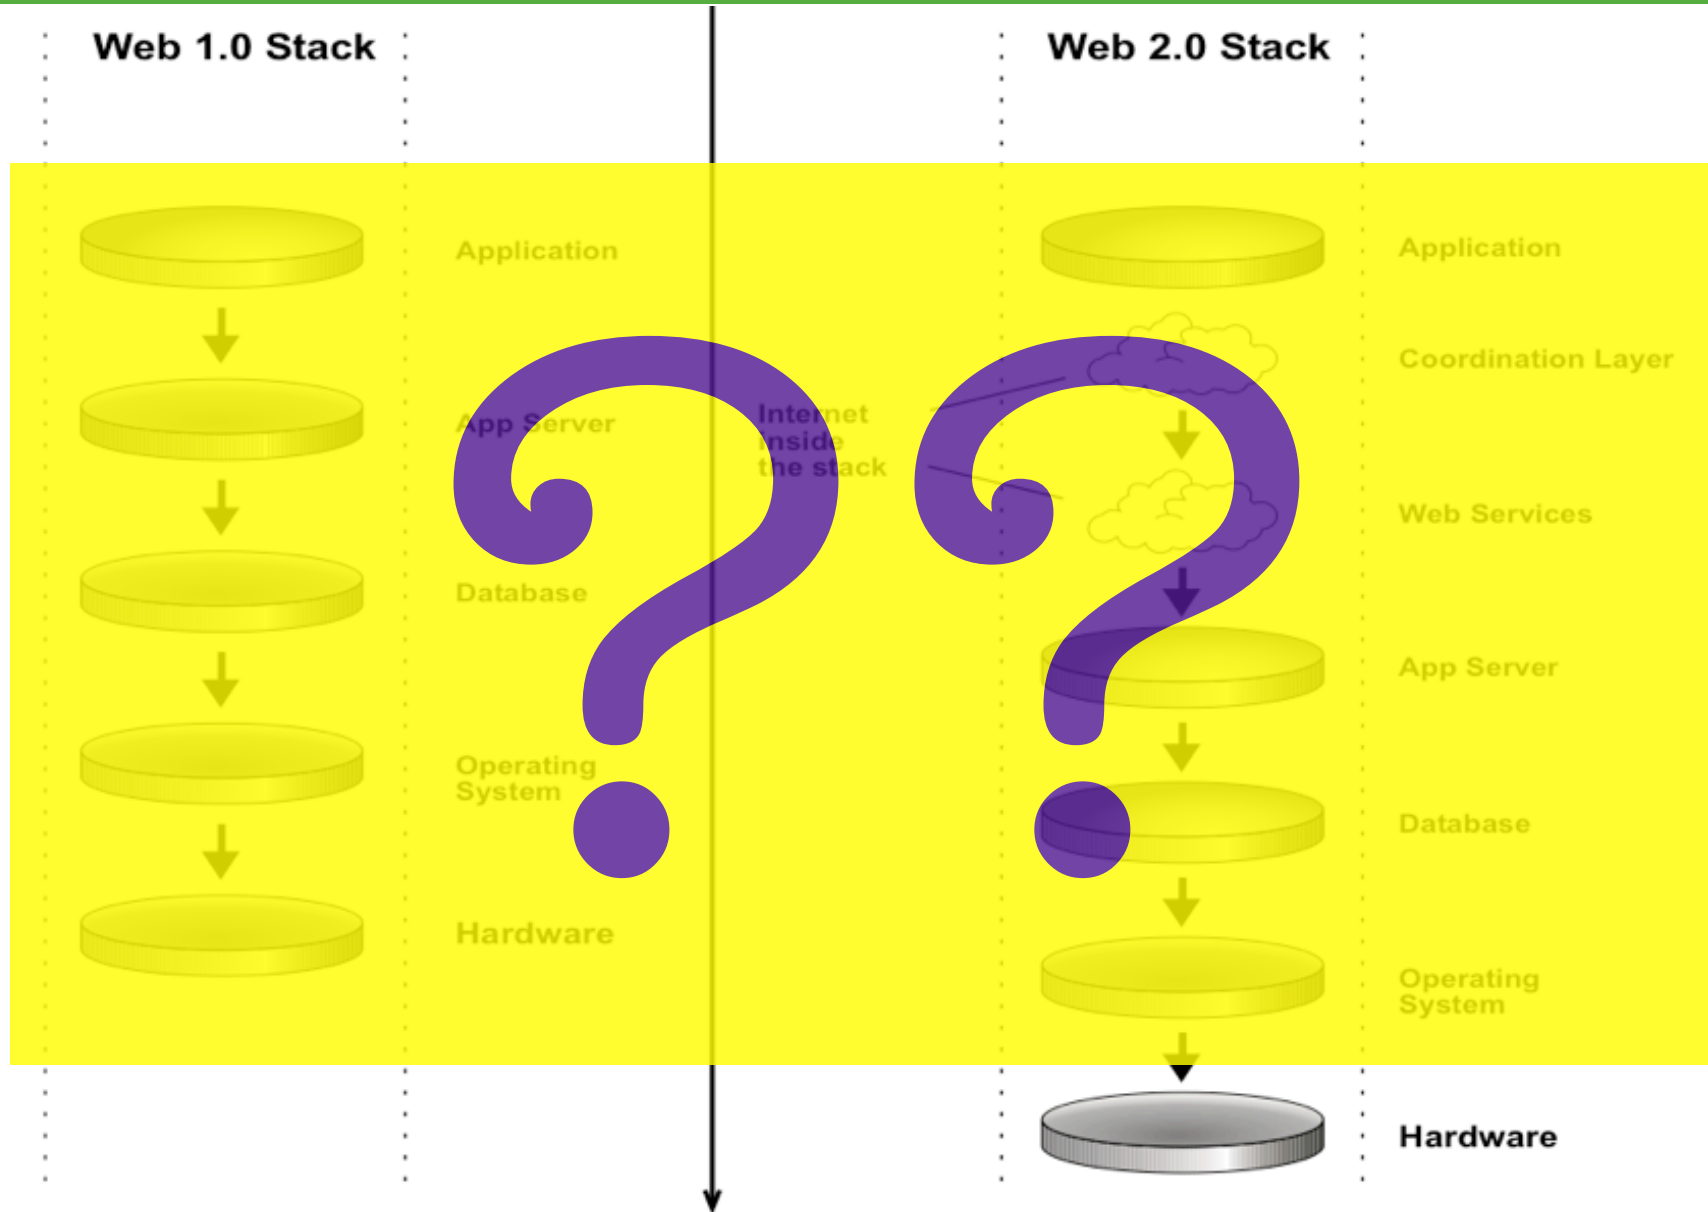 Web 1.0 Stack
Web 2.0 Stack
Application
App Server
Database
Operating
System
Hardware
Internet
inside
the stack
Application
Coordination Layer
Web Services
App Server
Database
Operating
System
Hardware
??